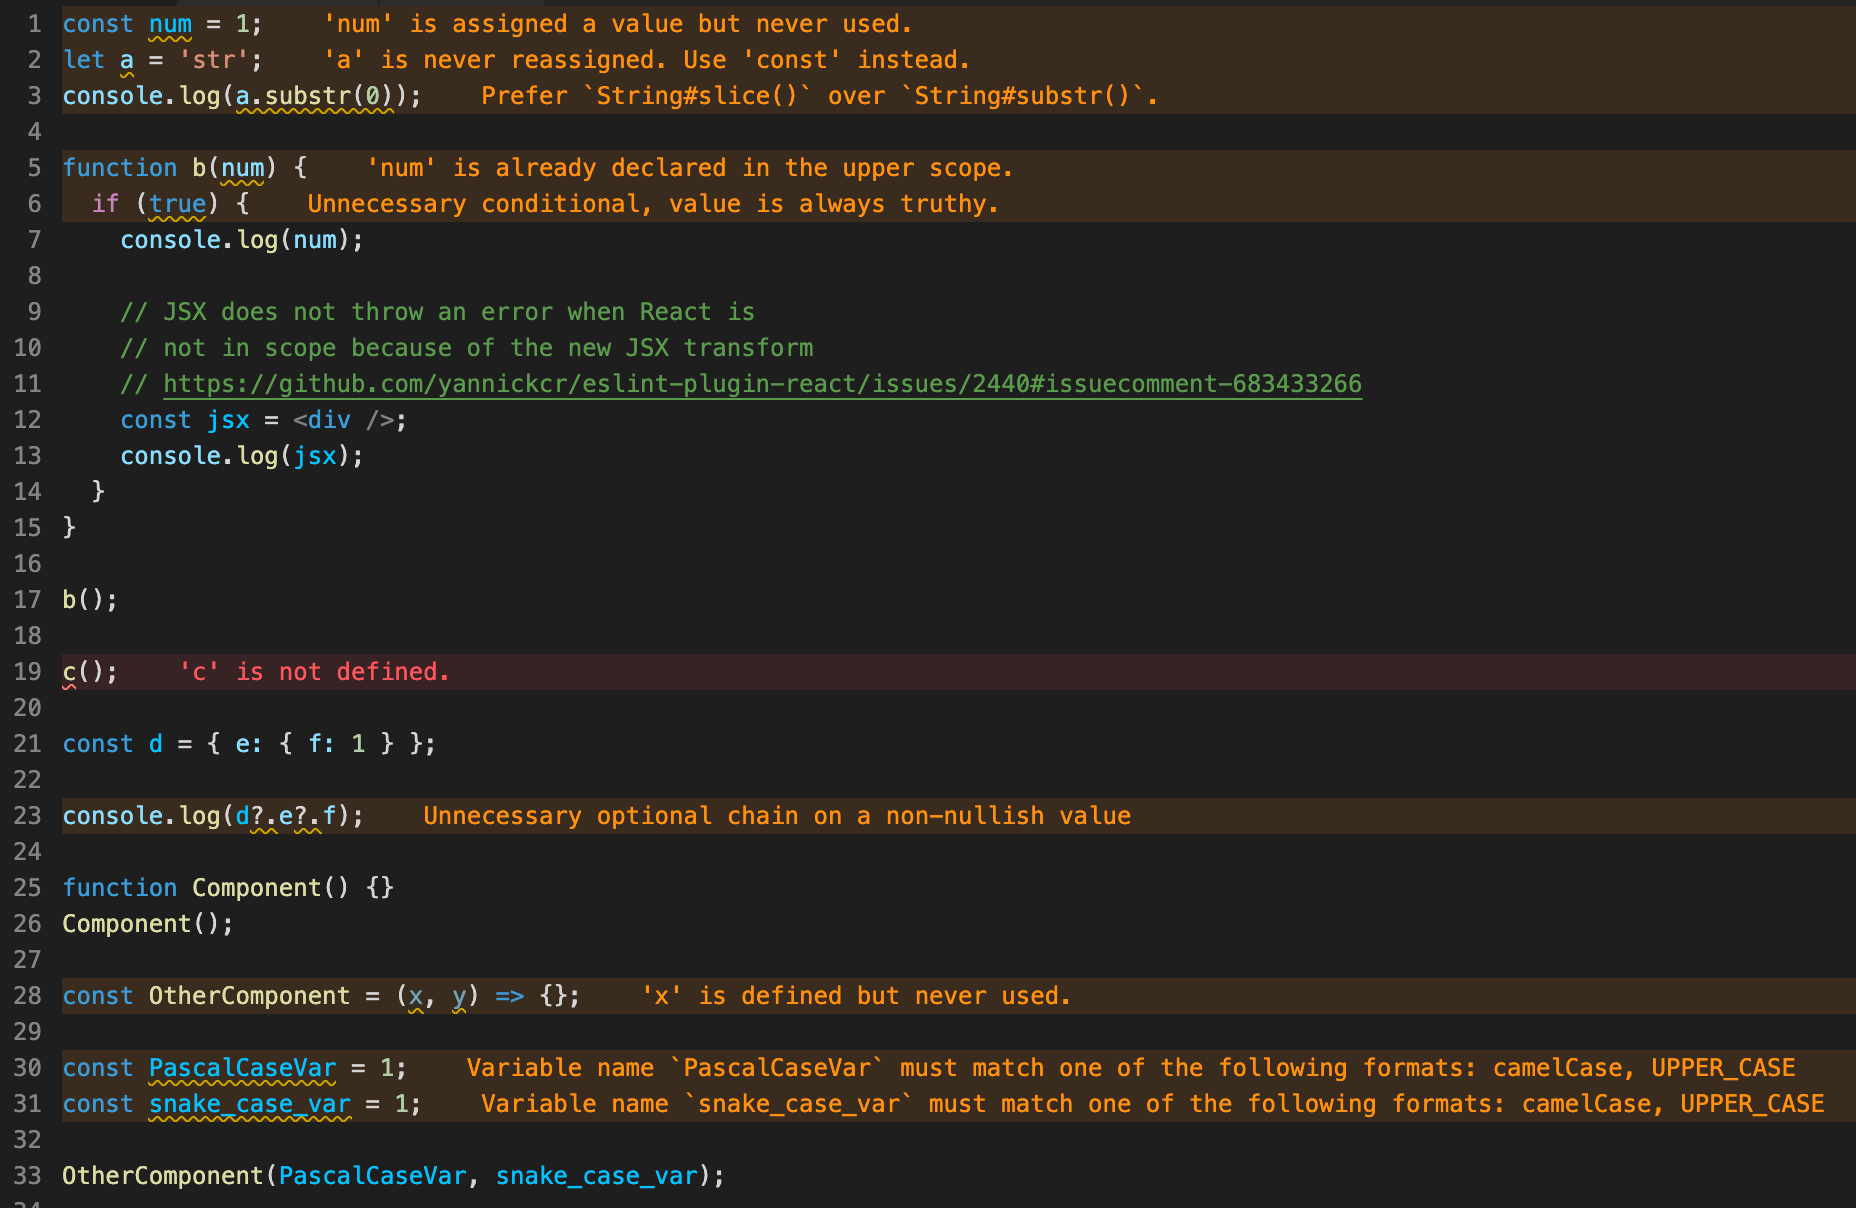 1 const num = 1; 'num' is assigned a value but never used.
2 let a = 'str'; 'a' is never reassigned. Use 'const' instead.
3 console.log(a.substr(0)); Prefer `String#slice()` over `String#substr()`.
4
5 function b(num) { 'num' is already declared in the upper scope.
6 if (true) { Unnecessary conditional, value is always truthy.
7 console.log(num);
8
9 // JSX does not throw an error when React is
10 // not in scope because of the new JSX transform
11 // https://github.com/yannickcr/eslint-plugin-react/issues/2440#issuecomment-683433266
12 const jsx = <div />;
13 console.log(jsx);
14 }
15 }
16
17 b();
18
19 c(); 'c' is not defined.
20
21 const d = { e: { f: 1 } };
22
23 console.log(d?.e?.f); Unnecessary optional chain on a non-nullish value
24
25 function Component() {}
26 Component();
27
28 const OtherComponent = (x, y) => {}; 'x' is defined but never used.
29
30 const PascalCaseVar = 1; Variable name `PascalCaseVar` must match one of the following formats: camelCase, UPPER_CASE
31 const snake_case_var = 1; Variable name `snake_case_var` must match one of the following formats: camelCase, UPPER_CASE
32
33 OtherComponent(PascalCaseVar, snake_case_var);